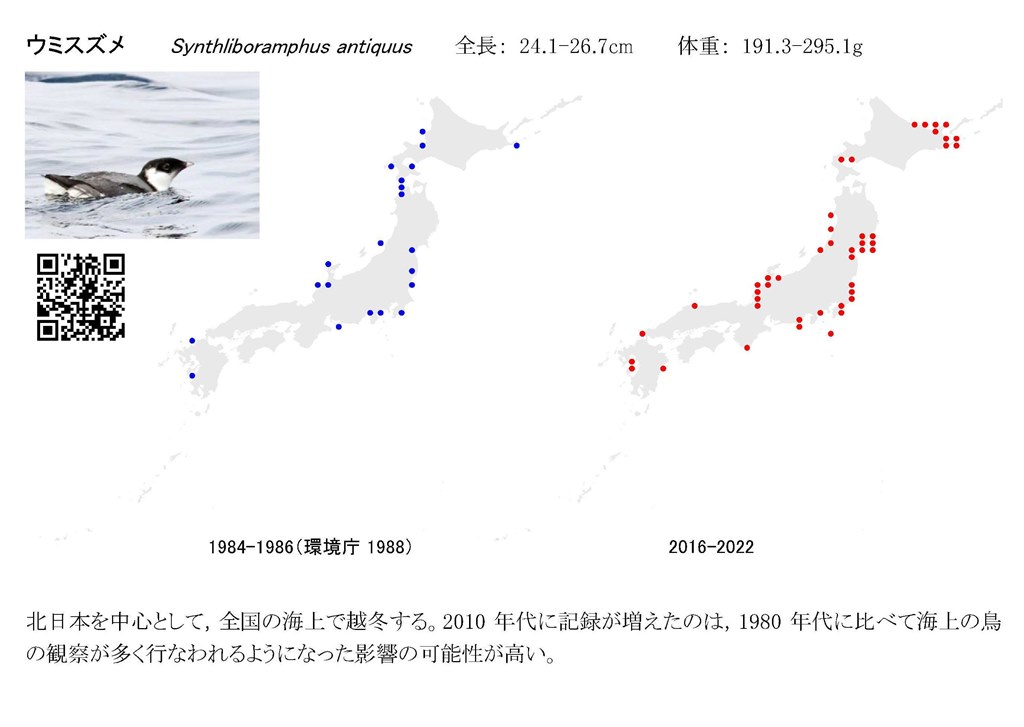 ウミスズメ Synthliboramphus antiquus 全長： 24.1-26.7cm 体重： 191.3-295.1g
1984-1986（環境庁 1988） 2016-2022
北日本を中心として，全国の海上で越冬する。2010 年代に記録が増えたのは，1980 年代に比べて海上の鳥
の観察が多く行なわれるようになった影響の可能性が高い。